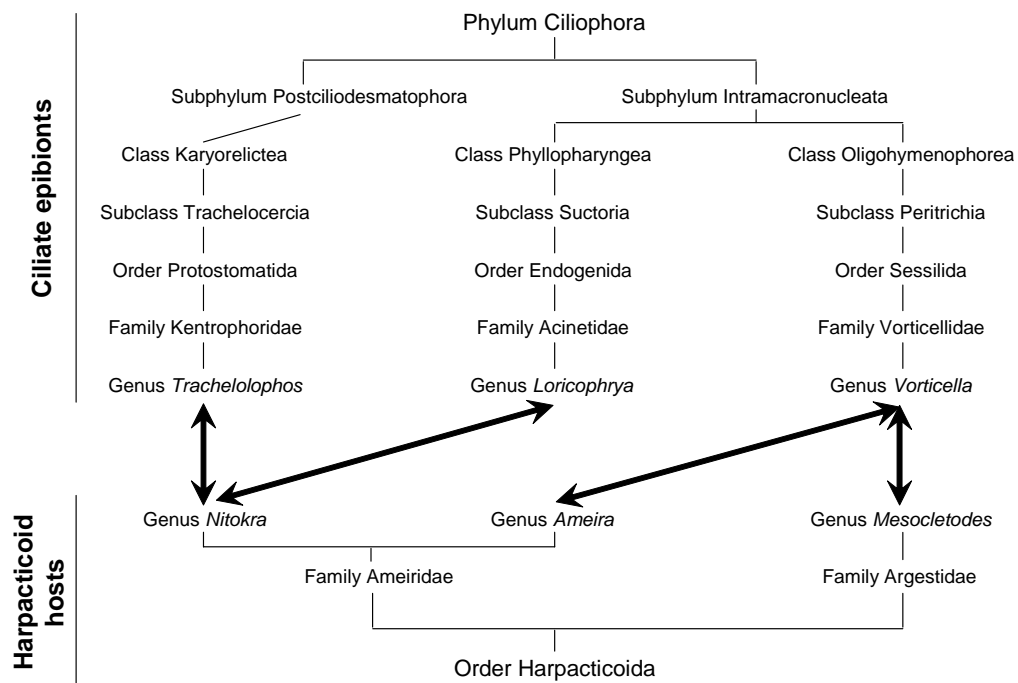 Phylum Ciliophora
Subphylum Postciliodesmatophora
Subphylum Intramacronucleata
Class Karyorelictea
Class Phyllopharyngea
Class Oligohymenophorea
Subclass Trachelocercia
Subclass Suctoria
Subclass Peritrichia
Order Protostomatida
Order Endogenida
Order Sessilida
Family Kentrophoridae
Family Acinetidae
Family Vorticellidae
Genus Trachelolophos
Genus Loricophrya
Genus Vorticella
Ciliate epibionts
Genus Nitokra
Genus Ameira
Genus Mesocletodes
Family Ameiridae
Family Argestidae
Order Harpacticoida
Harpacticoid
hosts